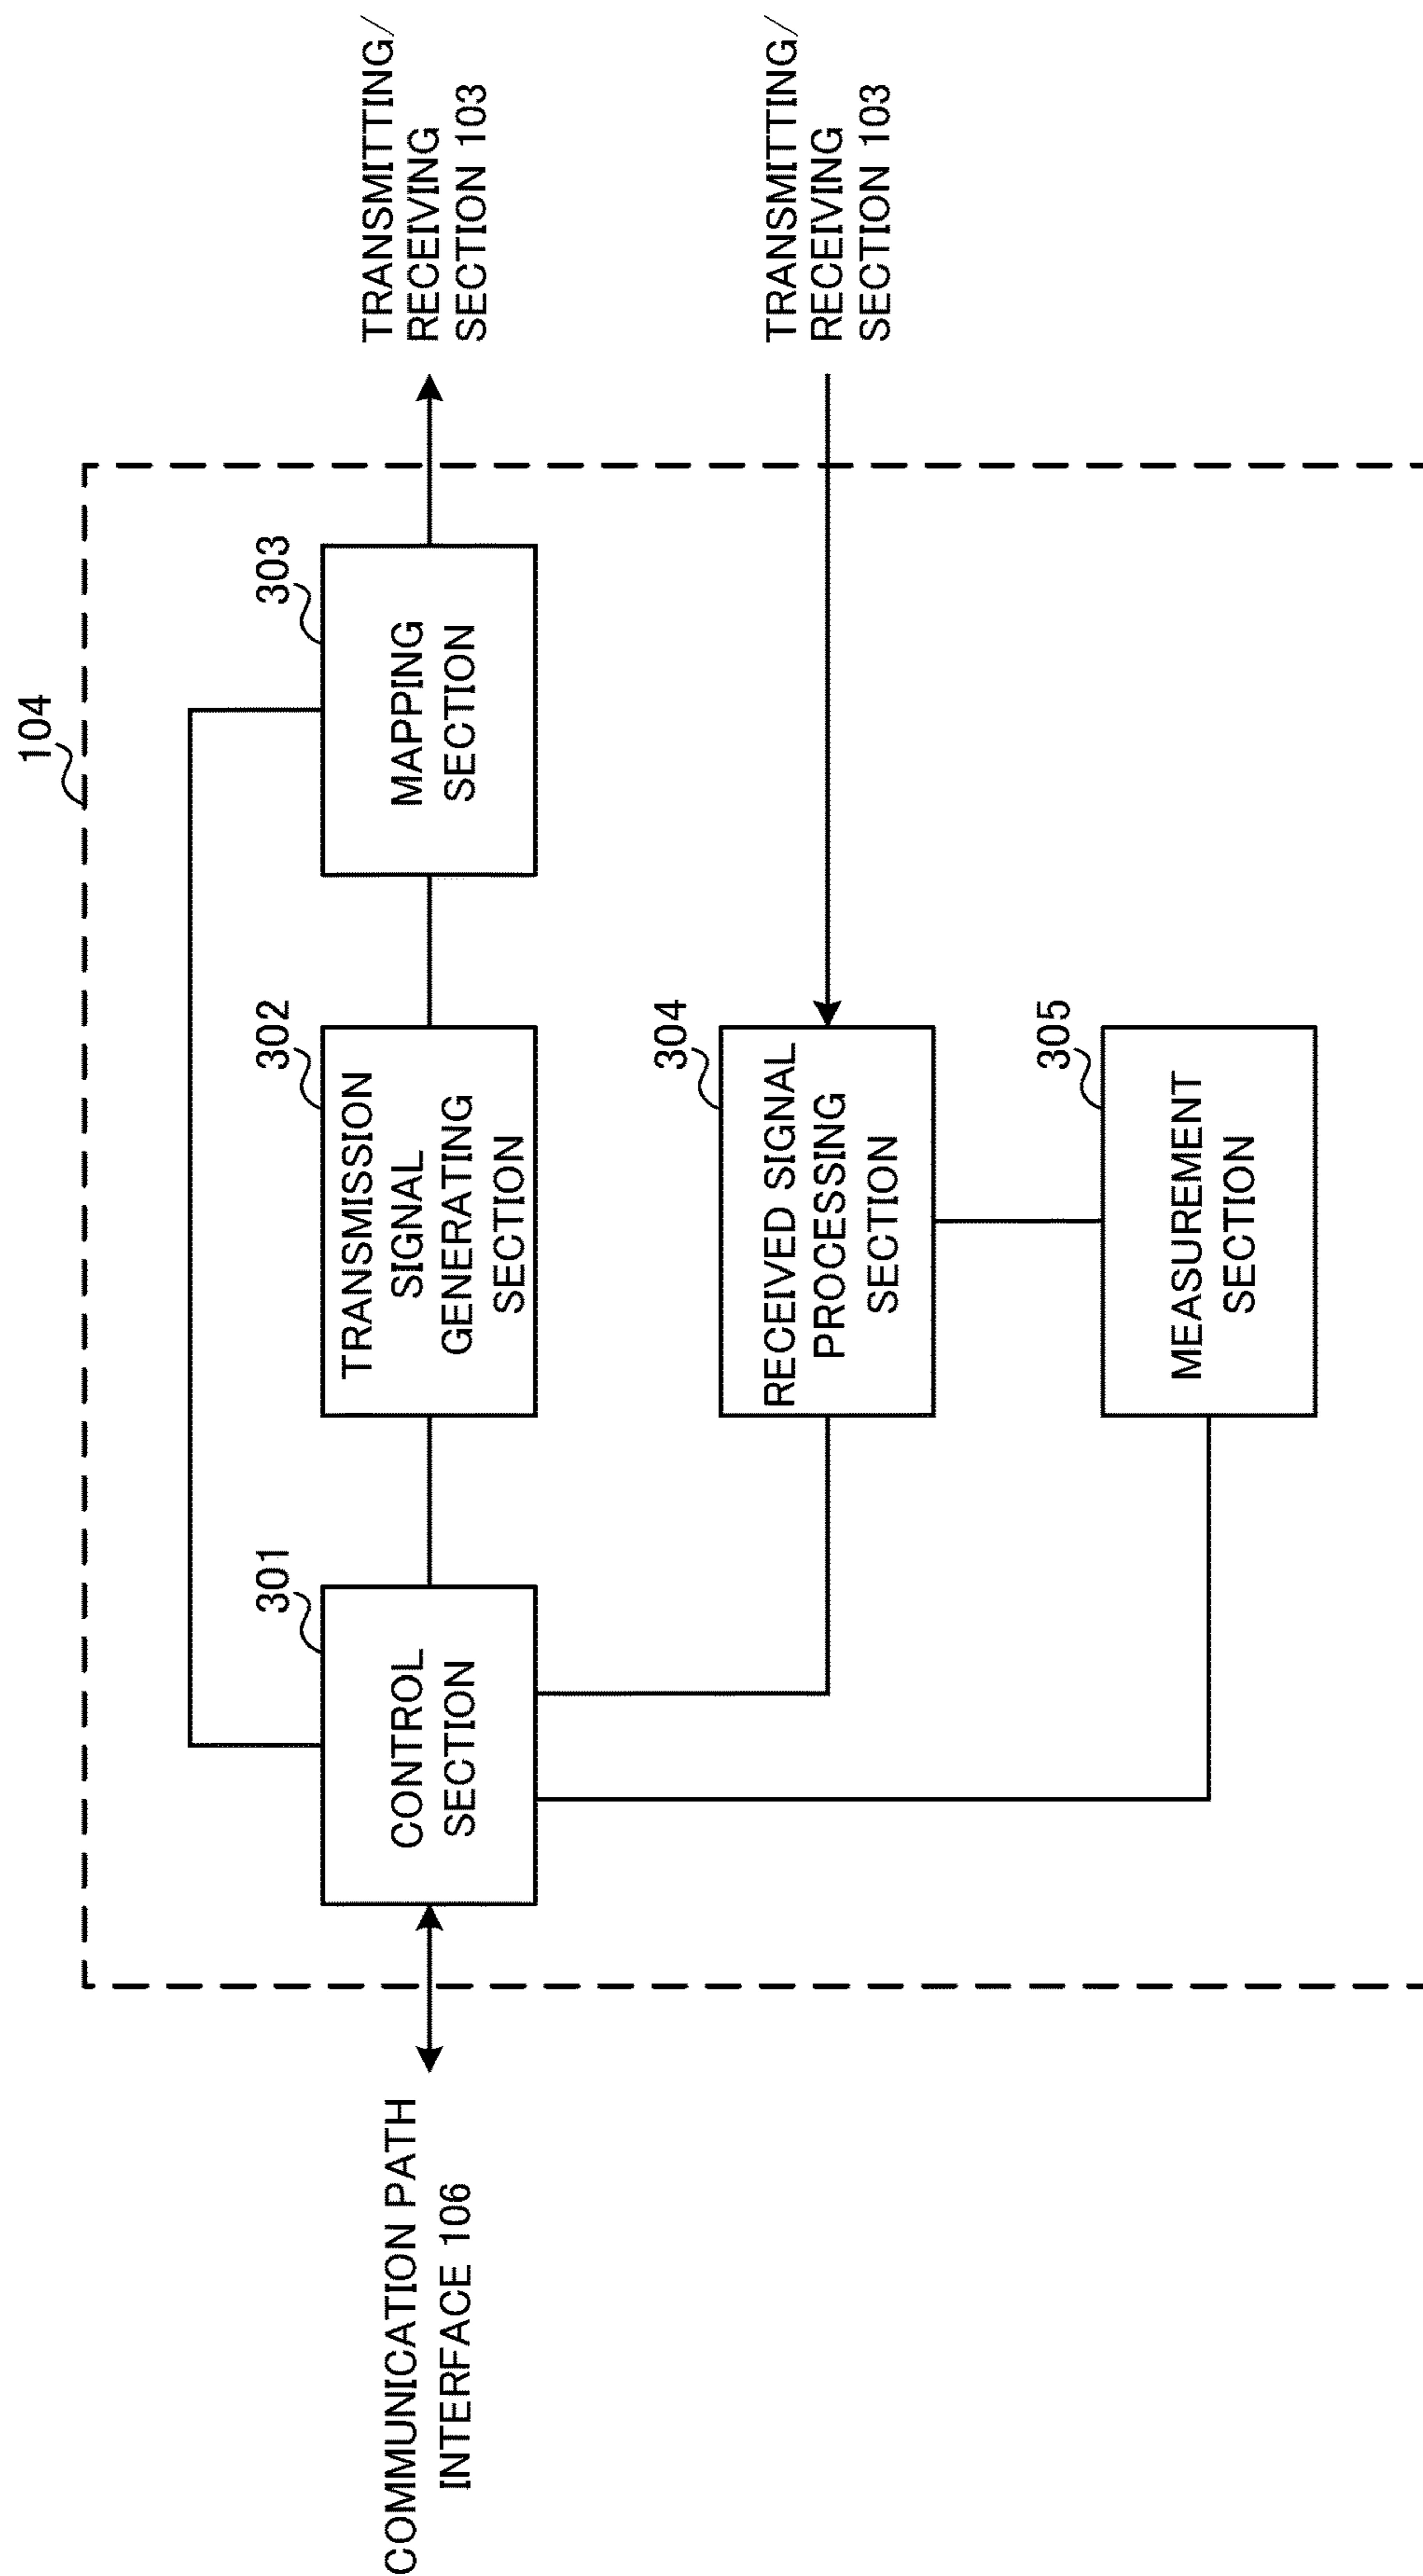 104
COMMUNICATION PATH
INTERFACE 106
301
CONTROL
SECTION
302
TRANSMISSION
SIGNAL
GENERATING
SECTION
303
MAPPING
SECTION
TRANSMITTING/
RECEIVING
SECTION 103
304
RECEIVED SIGNAL
PROCESSING
SECTION
TRANSMITTING/
RECEIVING
SECTION 103
305
MEASUREMENT
SECTION